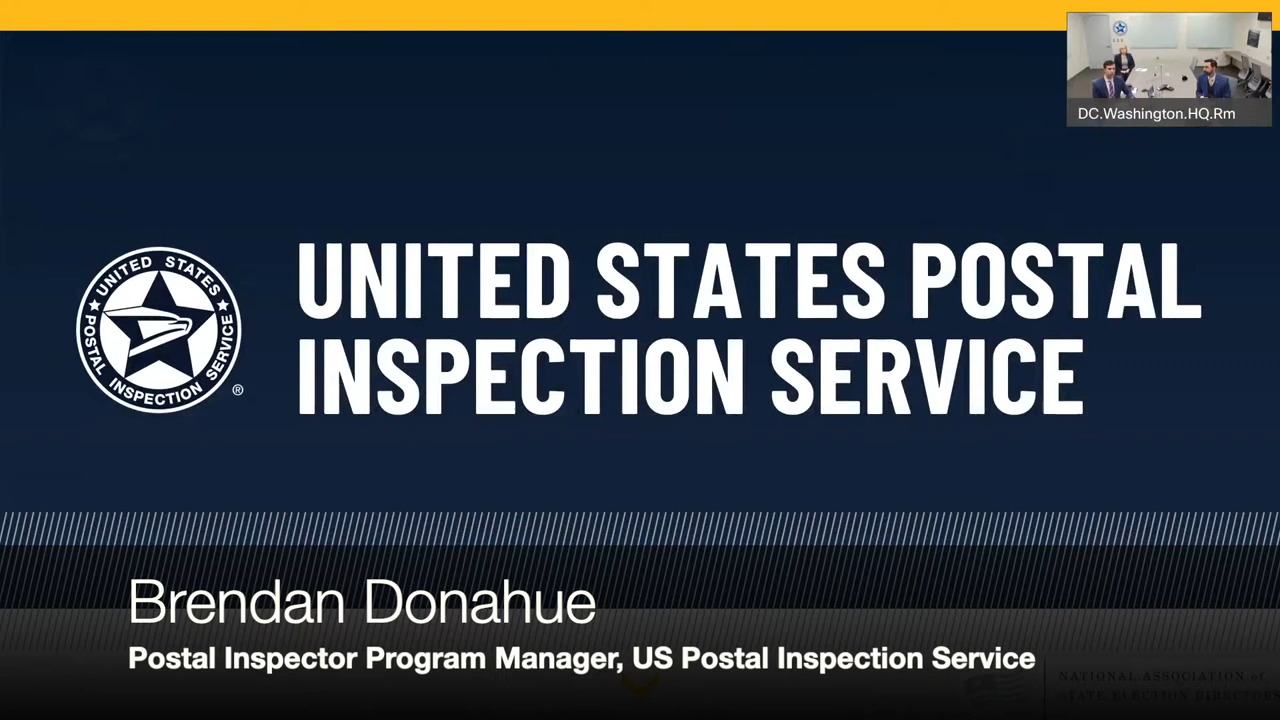 DC.Washington.HQ.Rm
UNITED STATES
POSTAL INSPECTION SERVICE
®
UNITED STATES POSTAL
INSPECTION SERVICE
Brendan Donahue
Postal Inspector Program Manager, US Postal Inspection Service
NATIONAL ASSOCIATION of
STATE ELECTION DIRECTORS